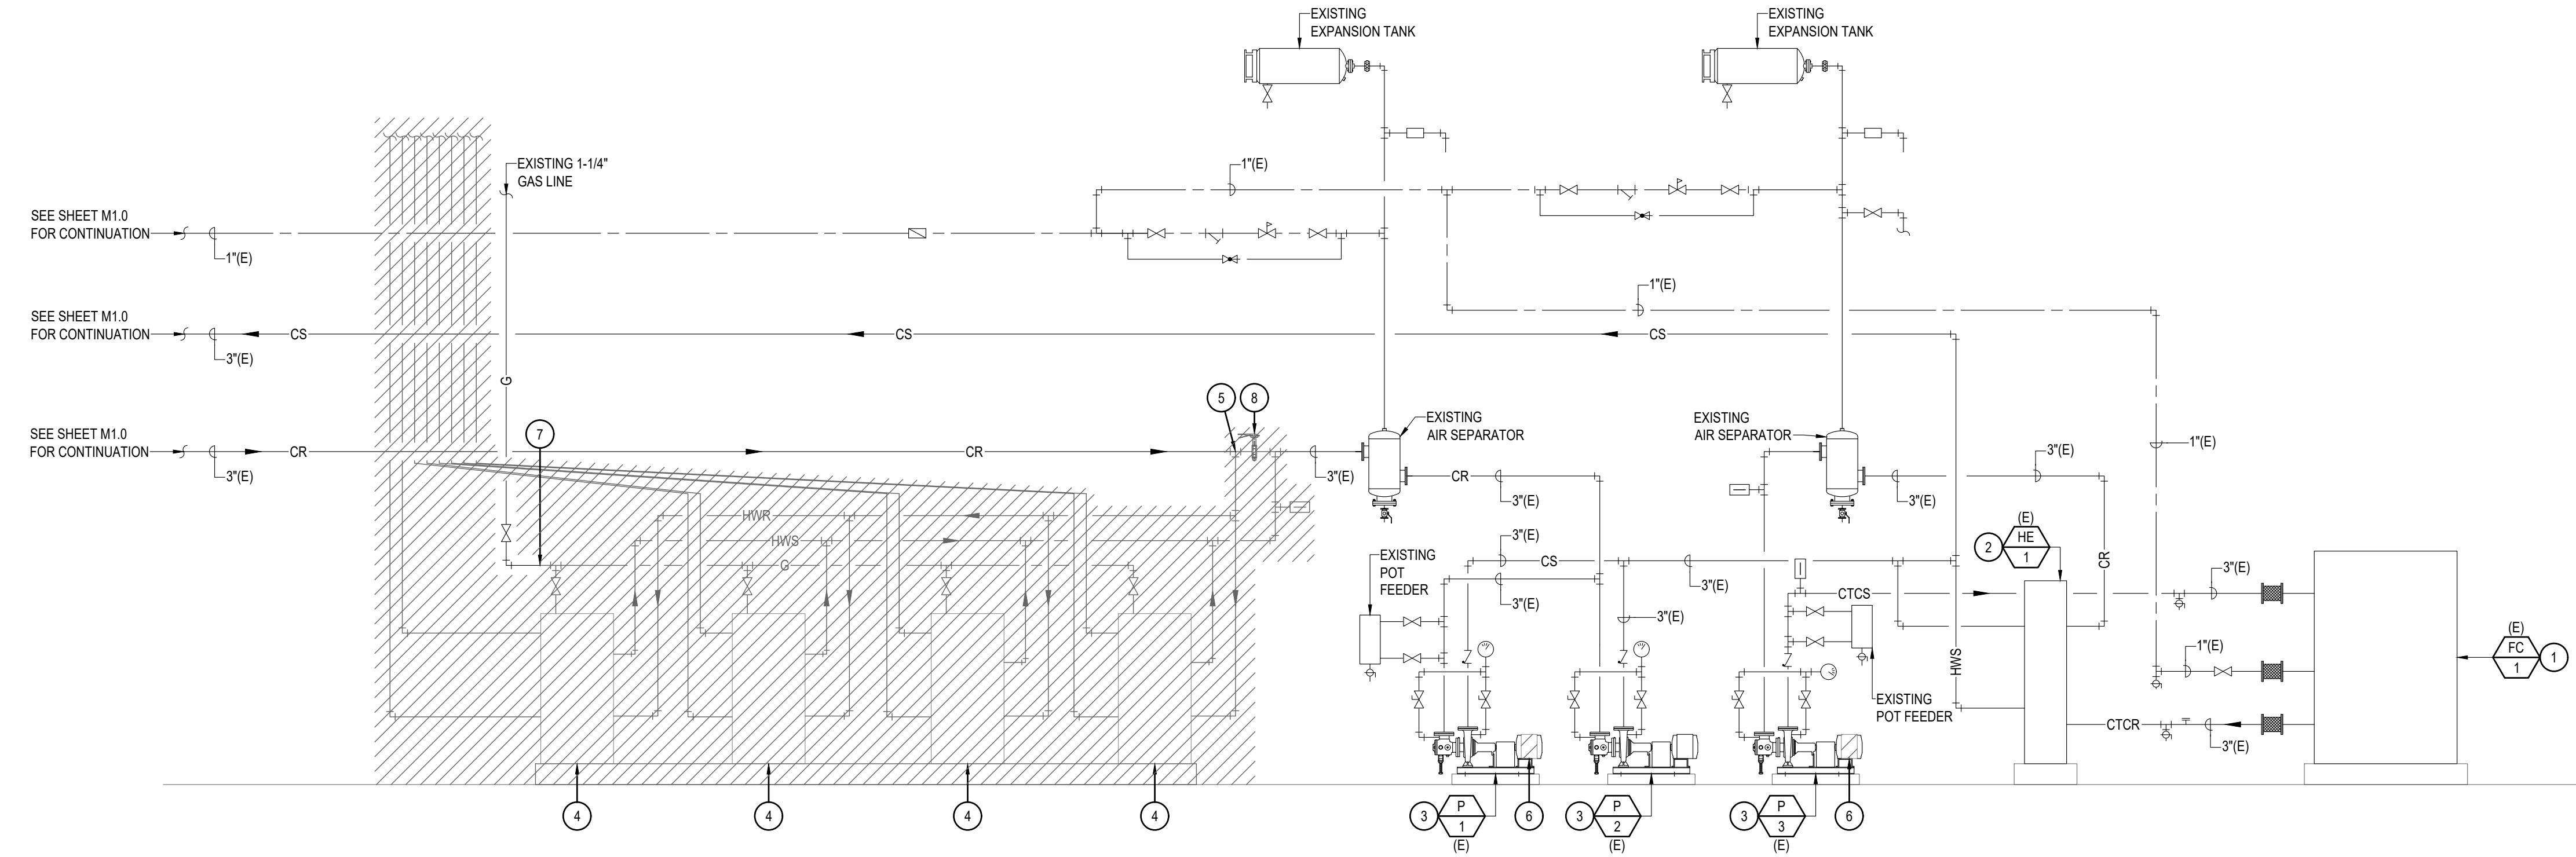 EXISTING
EXPANSION TANK
EXISTING
EXPANSION TANK
EXISTING 1-1/4"
GAS LINE
1"(E)
SEE SHEET M1.0
FOR CONTINUATION
1"(E)
1"(E)
SEE SHEET M1.0
FOR CONTINUATION
CS
CS
CS
3"(E)
G
5
8
7
EXISTING
AIR SEPARATOR
EXISTING
AIR SEPARATOR
SEE SHEET M1.0
FOR CONTINUATION
CR
CR
3"(E)
3"(E)
CR
3"(E)
3"(E)
3"(E)
1"(E)
HWR
HWS
G
EXISTING
POT
FEEDER
3"(E)
CS
3"(E)
3"(E)
3"(E)
CTCS
(E)
HE
1
2
CR
3"(E)
HWS
1"(E)
(E)
FC
1
1
EXISTING
POT FEEDER
CTCR
3"(E)
4
4
4
4
3
P
1
(E)
6
3
P
2
(E)
3
P
3
(E)
6